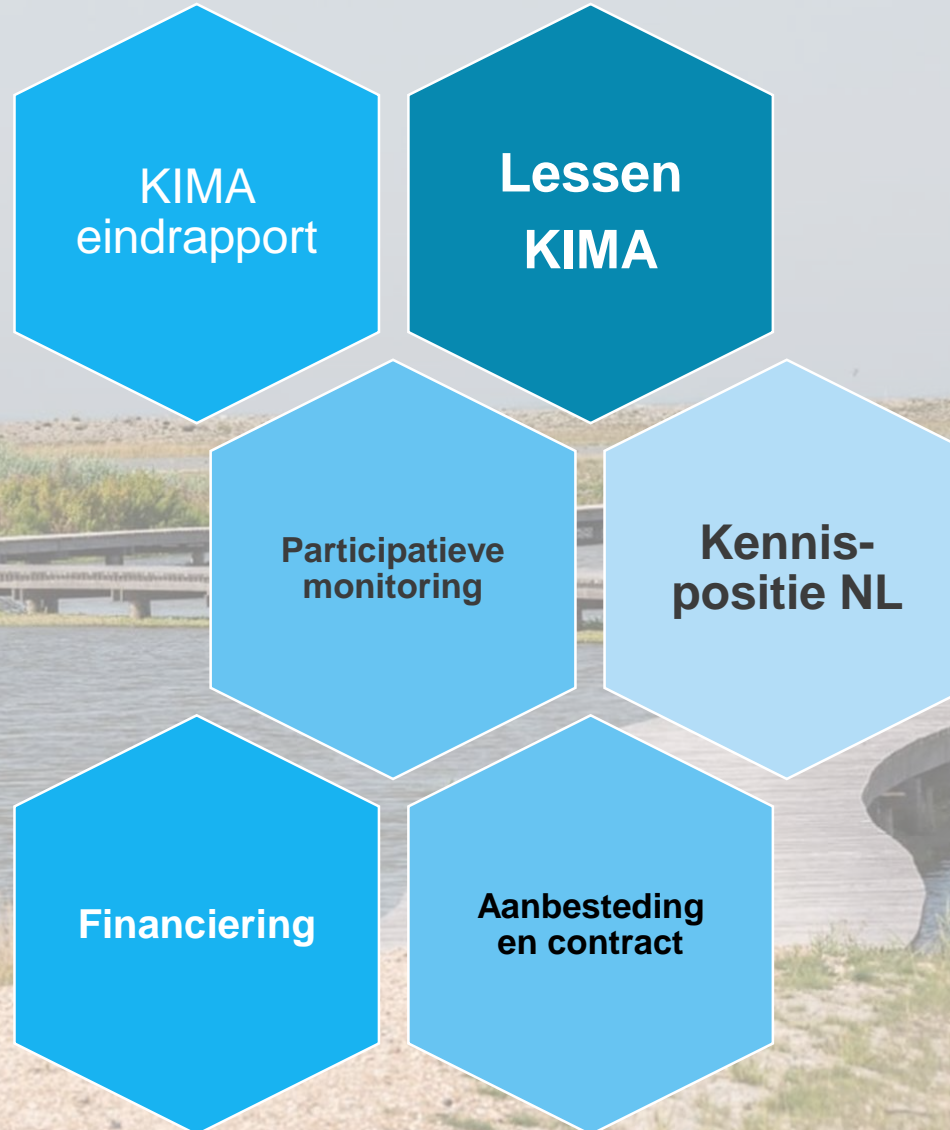 KIMA
eindrapport
Lessen
KIMA
Participatieve
monitoring
Kennis-
positie NL
Financiering
Aanbesteding
en contract